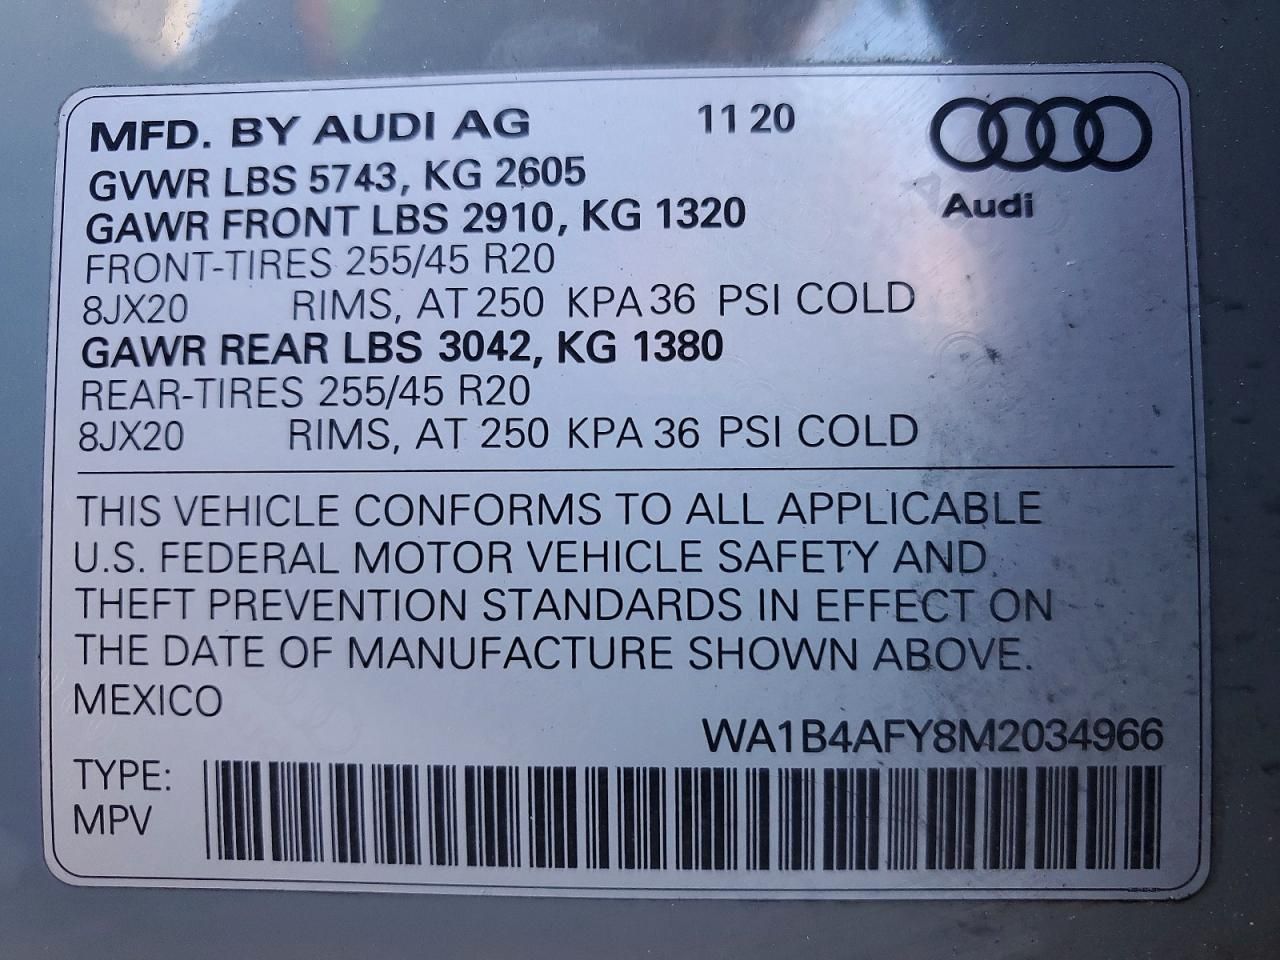 MFD. BY AUDI AG 11 20
GVWR LBS 5743, KG 2605
Audi
GAWR FRONT LBS 2910, KG 1320
FRONT-TIRES 255/45 R20
8JX20 RIMS, AT 250 KPA 36 PSI COLD
GAWR REAR LBS 3042, KG 1380
REAR-TIRES 255/45 R20
8JX20 RIMS, AT 250 KPA 36 PSI COLD
THIS VEHICLE CONFORMS TO ALL APPLICABLE
U.S. FEDERAL MOTOR VEHICLE SAFETY AND
THEFT PREVENTION STANDARDS IN EFFECT ON
THE DATE OF MANUFACTURE SHOWN ABOVE.
MEXICO
WA1B4AFY8M2034966
TYPE:
MPV